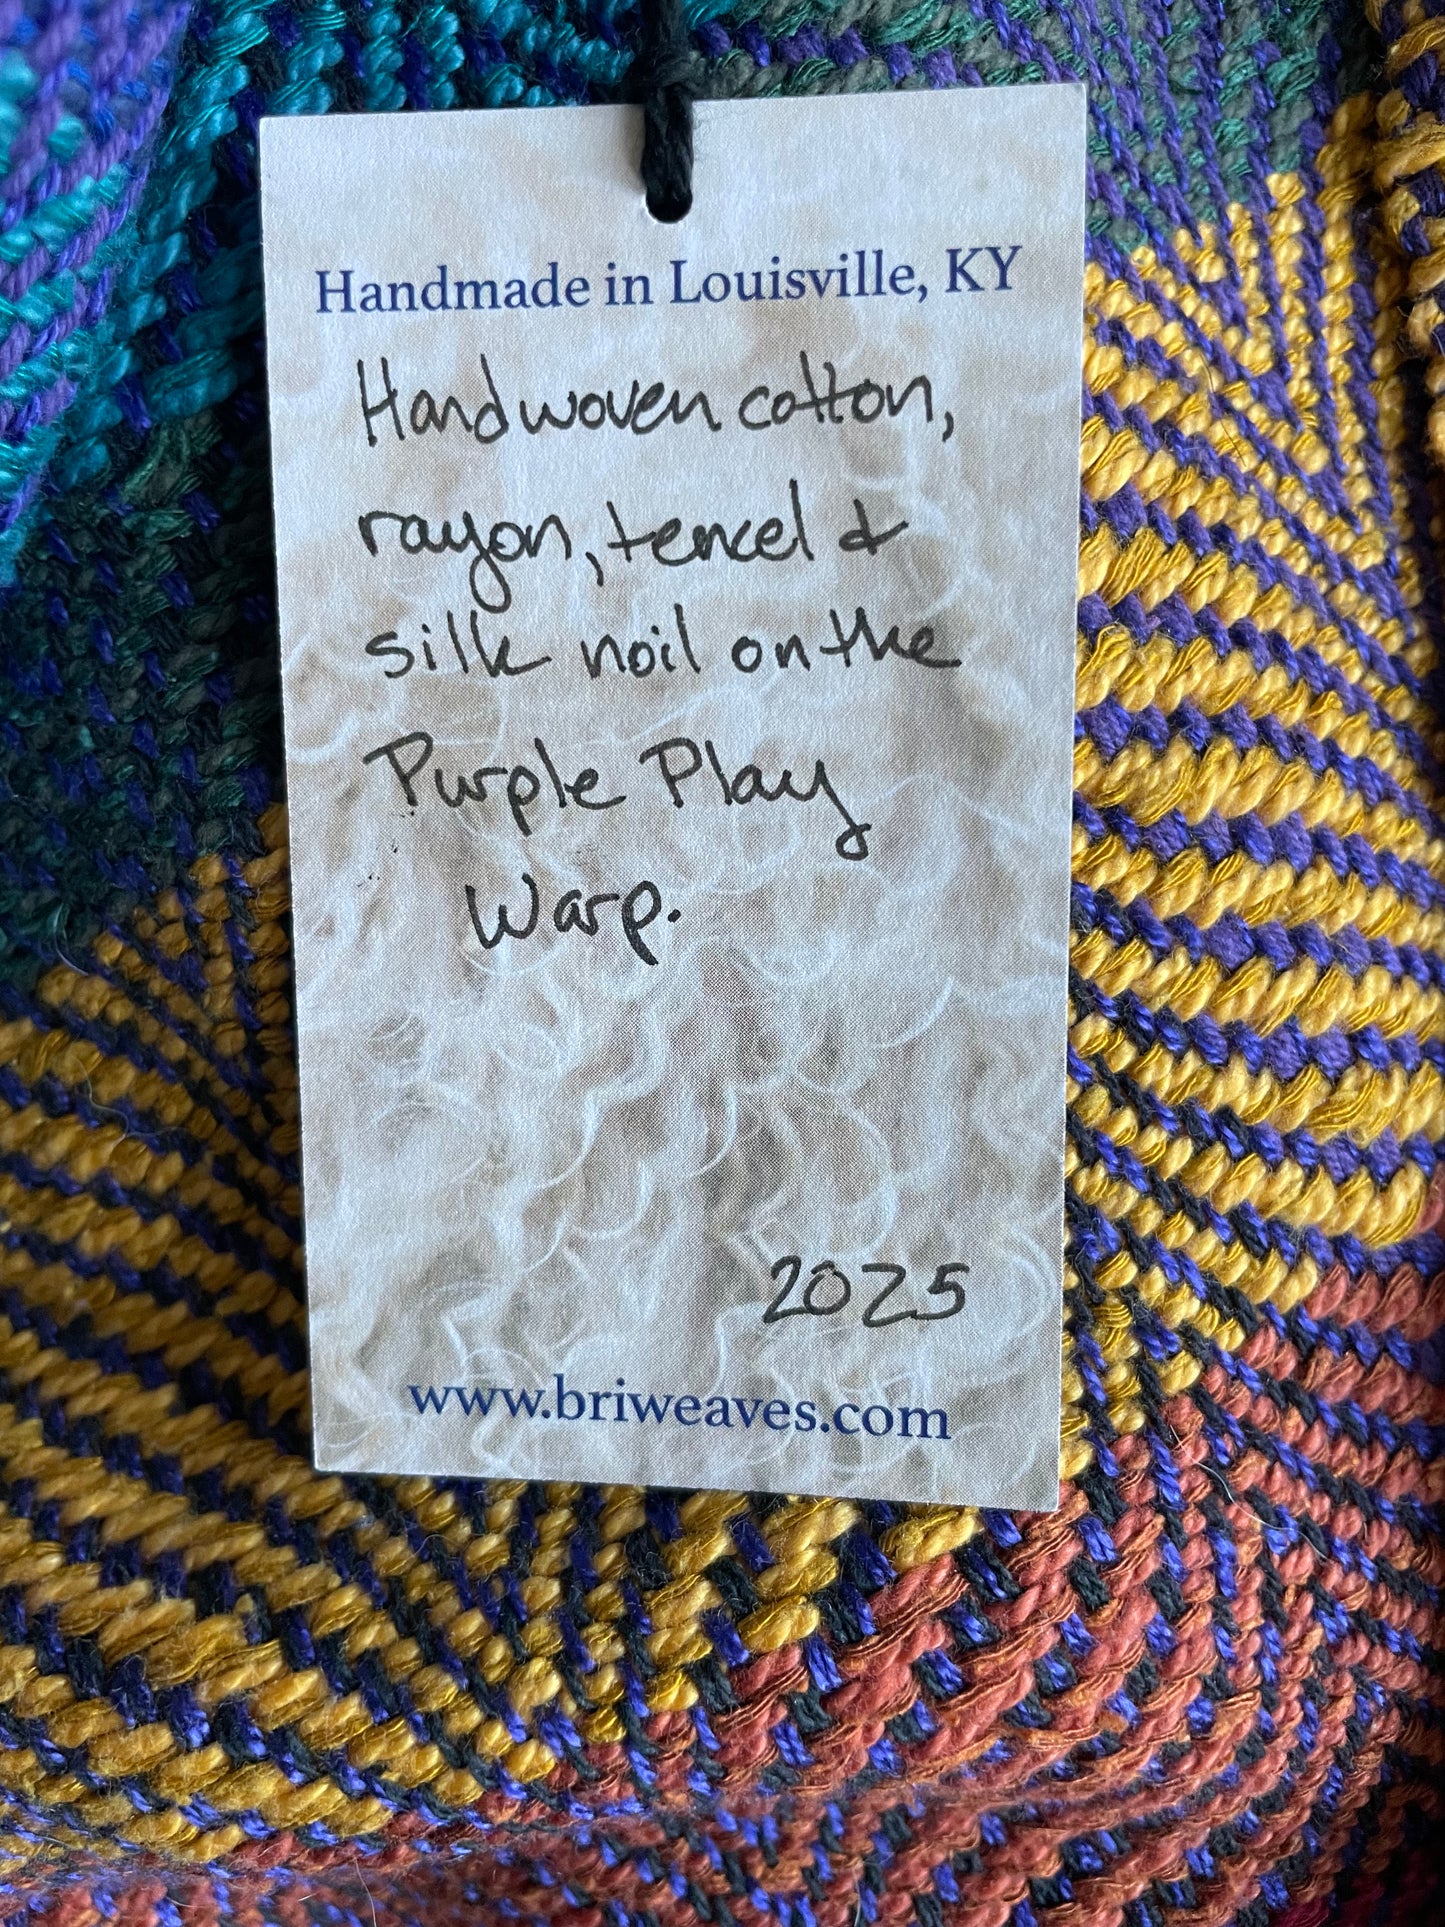 Handmade in Louisville, KY
Handwoven cotton,
rayon, tencel &
silk noil on the
Purple Play
Warp.
2025
www.briweaves.com